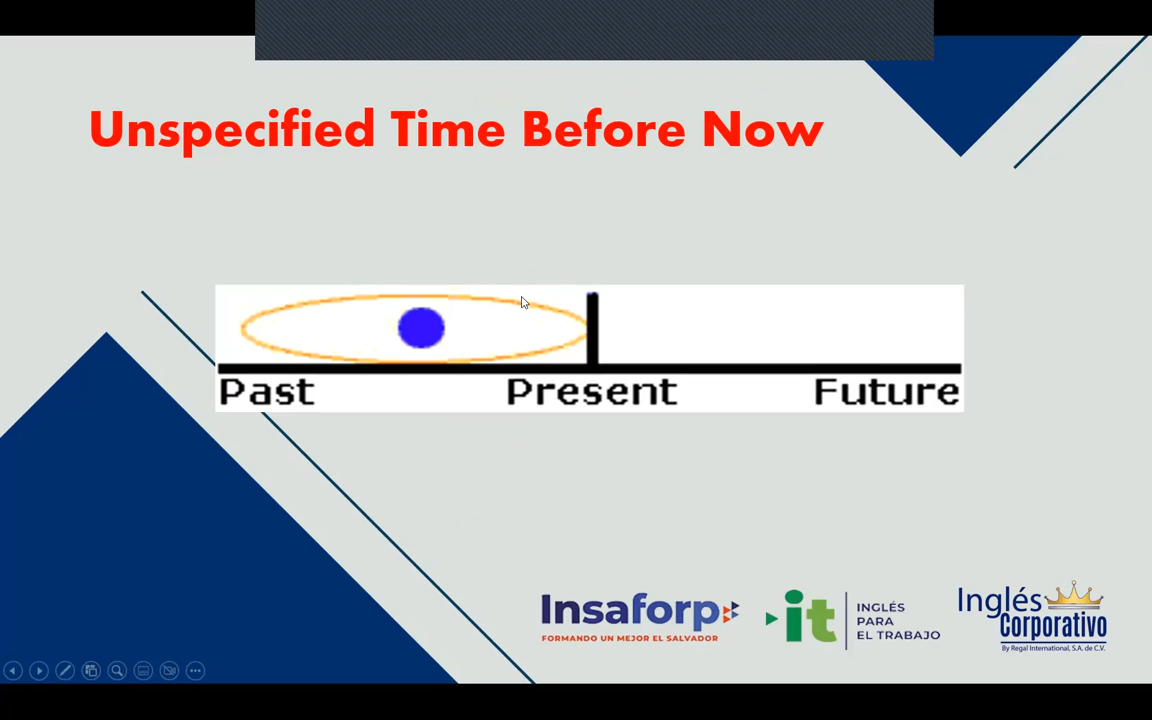 Unspecified Time Before Now
Past Present Future
Insaforp
FORMANDO UN MEJOR EL SALVADOR
it
INGLÉS
PARA
EL TRABAJO
Inglés
Corporativo
By Regal International, S.A. de C.V.